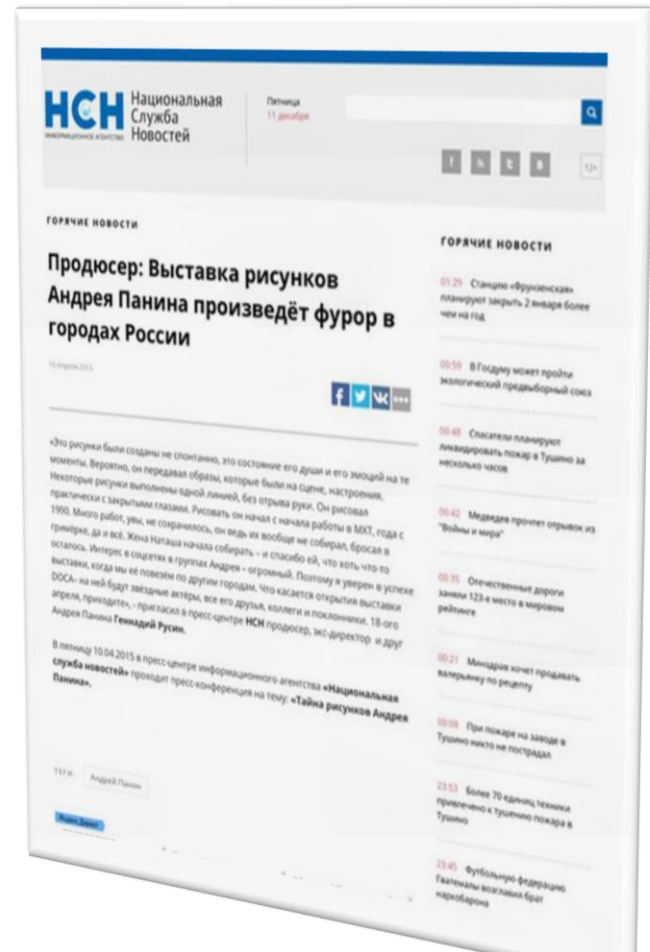 НСН
ИНФОРМАЦИОННОЕ АГЕНТСТВО
Национальная
Служба
Новостей
Пятница
11 декабря
12+
ГОРЯЧИЕ НОВОСТИ
Продюсер: Выставка рисунков
Андрея Панина произведёт фурор в
городах России
10 Апреля 2015
«Это рисунки были созданы не спонтанно, это состояние его души и его эмоций на те
моменты. Вероятно, он передавал образы, которые были на сцене, настроения.
Некоторые рисунки выполнены одной линией, без отрыва руки. Он рисовал
практически с закрытыми глазами. Рисовать он начал с начала работы в МХТ, года с
1990. Много работ, увы, не сохранилось, он ведь их вообще не собирал, бросал в
гримёрке, да и всё. Жена Наташа начала собирать - и спасибо ей, что хоть что-то
осталось. Интерес в соцсетях в группах Андрея – огромный. Поэтому я уверен в успехе
выставки, когда мы её повезём по другим городам. Что касается открытия выставки
DOCA- на ней будут звёздные актёры, все его друзья, коллеги и поклонники. 18-ого
апреля, приходите», - пригласил в пресс-центре НСН продюсер, экс-директор и друг
Андрея Панина Геннадий Русин.
В пятницу 10.04.2015 в пресс-центре информационного агентства «Национальная
служба новостей» проходит пресс-конференция на тему: «Тайна рисунков Андрея
Панина».
ТЕГИ
Андрей Панин
Яндекс.Директ
ГОРЯЧИЕ НОВОСТИ
01:29 Станцию «Фрунзенская»
планируют закрыть 2 января более
чем на год
00:59 В Госдуму может пройти
экологический предвыборный союз
00:48 Спасатели планируют
ликвидировать пожар в Тушино за
несколько часов
00:42 Медведев прочтет отрывок из
"Войны и мира"
00:35 Отечественные дороги
заняли 123-е место в мировом
рейтинге
00:21 Минздрав хочет продавать
валерьянку по рецепту
00:08 При пожаре на заводе в
Тушино никто не пострадал
23:53 Более 70 единиц техники
привлечено к тушению пожара в
Тушино
23:45 Футбольную федерацию
Гватемалы возглавил брат
наркобарона